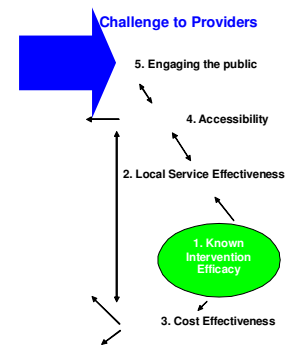 Challenge to Providers
5. Engaging the public
4. Accessibility
2. Local Service Effectiveness
1. Known
Intervention
Efficacy
3. Cost Effectiveness